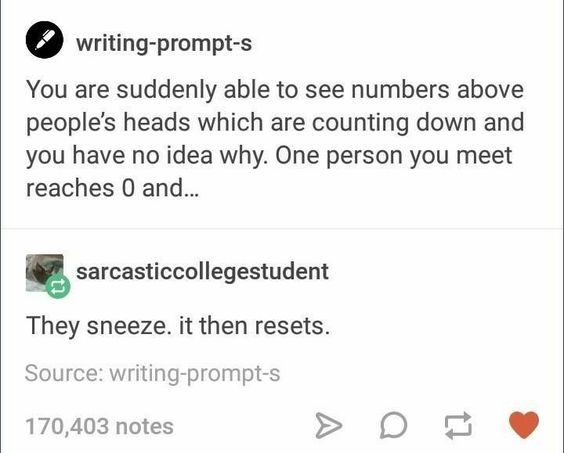 writing-prompt-s
You are suddenly able to see numbers above
people's heads which are counting down and
you have no idea why. One person you meet
reaches 0 and...
sarcasticcollegestudent
They sneeze. it then resets.
Source: writing-prompt-s
170,403 notes